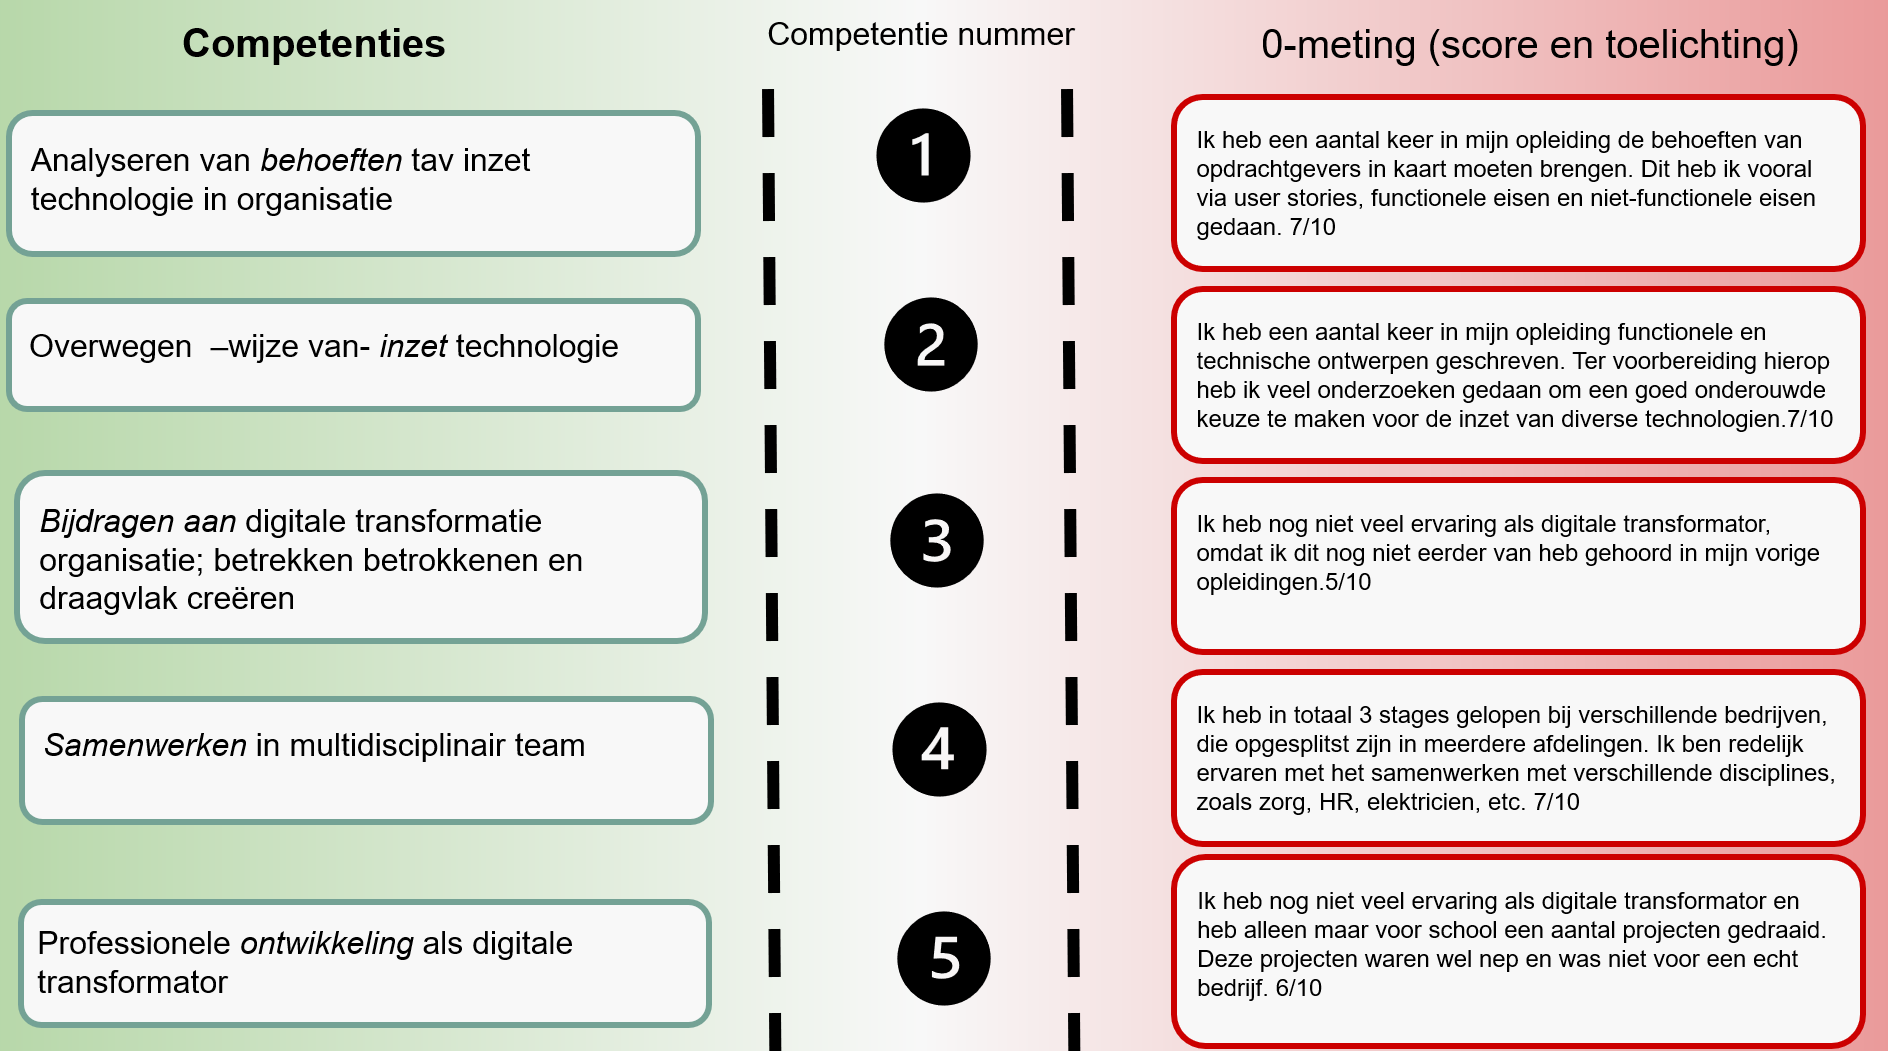 Competenties
Competentie nummer
0-meting (score en toelichting)
Analyseren van behoeften tav inzet
technologie in organisatie
1
Ik heb een aantal keer in mijn opleiding de behoeften van
opdrachtgevers in kaart moeten brengen. Dit heb ik vooral
via user stories, functionele eisen en niet-functionele eisen
gedaan. 7/10
Overwegen  –wijze van- inzet technologie
2
Ik heb een aantal keer in mijn opleiding functionele en
technische ontwerpen geschreven. Ter voorbereiding hierop
heb ik veel onderzoeken gedaan om een goed onderouwde
keuze te maken voor de inzet van diverse technologien.7/10
Bijdragen aan digitale transformatie
organisatie; betrekken betrokkenen en
draagvlak creëren
3
Ik heb nog niet veel ervaring als digitale transformator,
omdat ik dit nog niet eerder van heb gehoord in mijn vorige
opleidingen.5/10
Samenwerken in multidisciplinair team
4
Ik heb in totaal 3 stages gelopen bij verschillende bedrijven,
die opgesplitst zijn in meerdere afdelingen. Ik ben redelijk
ervaren met het samenwerken met verschillende disciplines,
zoals zorg, HR, elektricien, etc. 7/10
Professionele ontwikkeling als digitale
transformator
5
Ik heb nog niet veel ervaring als digitale transformator en
heb alleen maar voor school een aantal projecten gedraaid.
Deze projecten waren wel nep en was niet voor een echt
bedrijf. 6/10